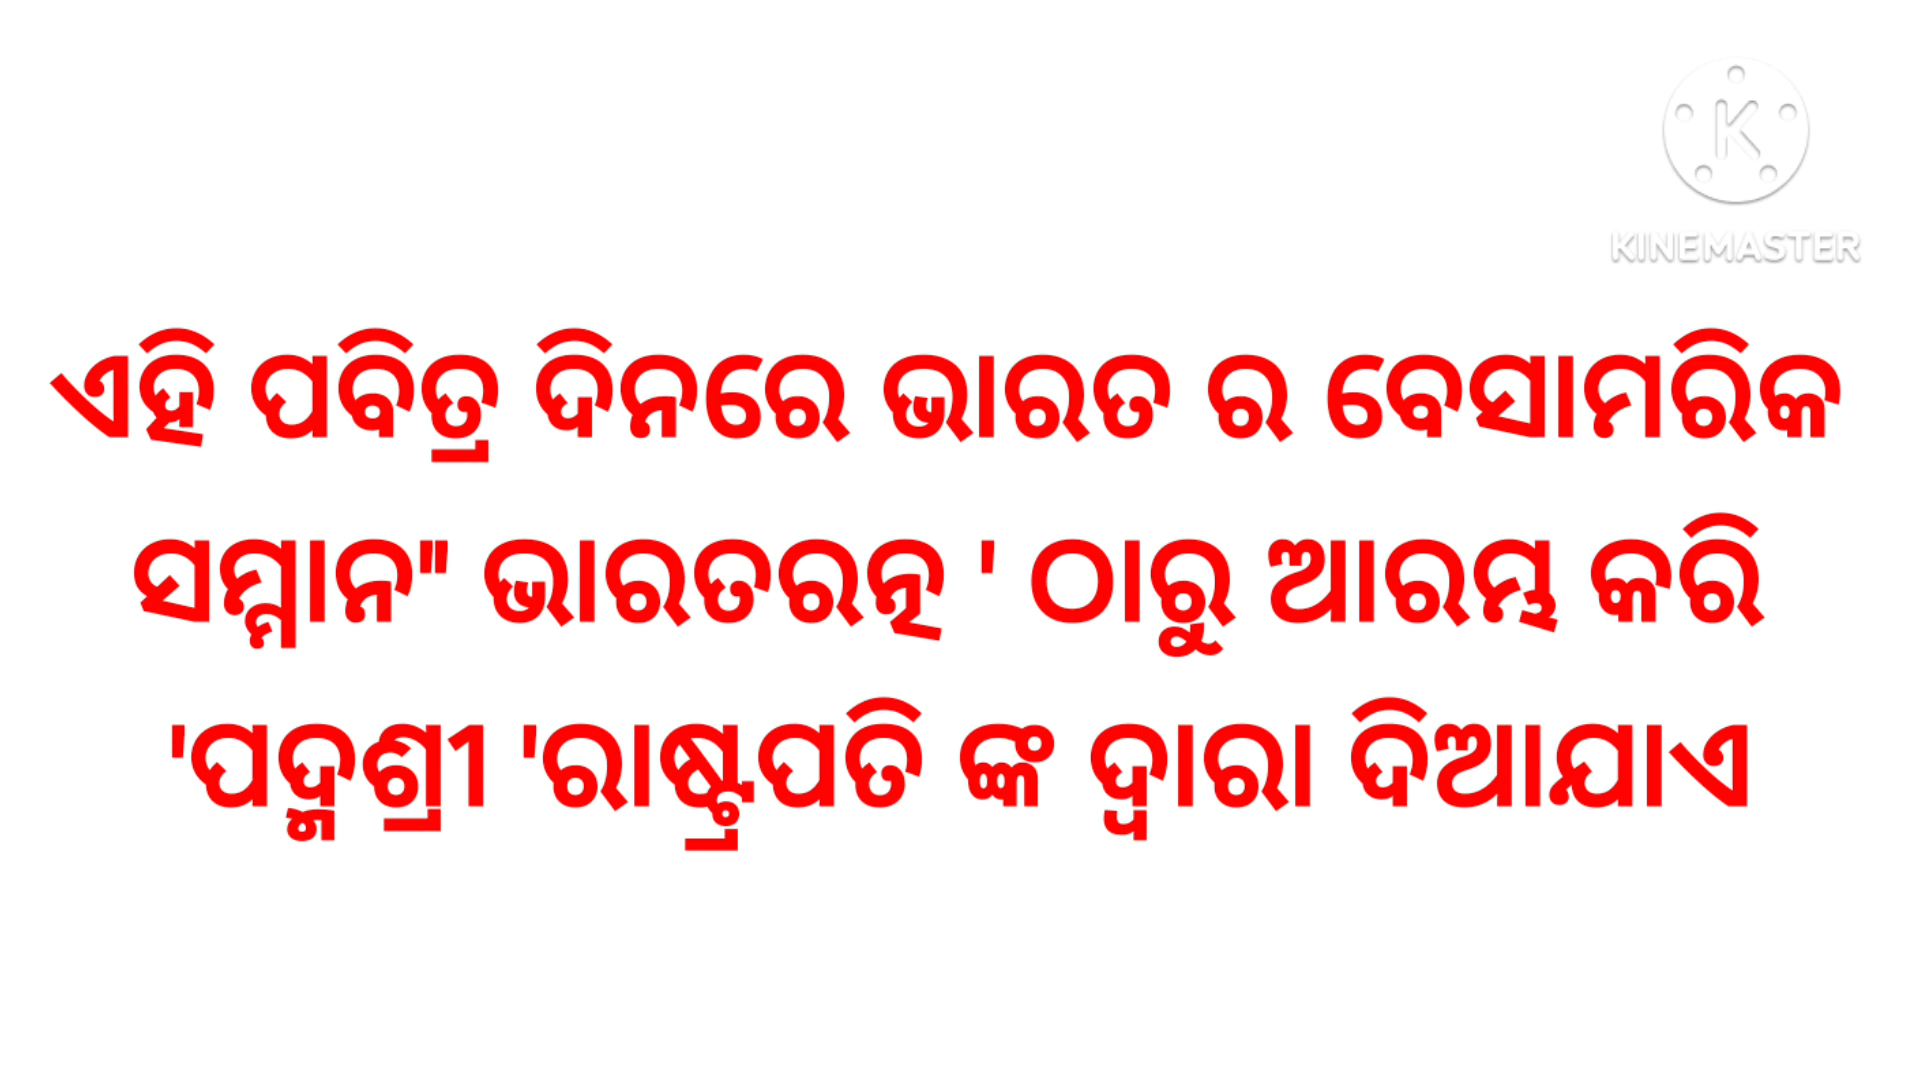 KINEMASTER
ଏହି ପବିତ୍ର ଦିନରେ ଭାରତ ର ବେସାମରିକ
ସମ୍ମାନ" ଭାରତରତ୍ନ ' ଠାରୁ ଆରମ୍ଭ କରି
'ପଦ୍ମଶ୍ରୀ 'ରାଷ୍ଟ୍ରପତି ଙ୍କ ଦ୍ୱାରା ଦିଆଯାଏ